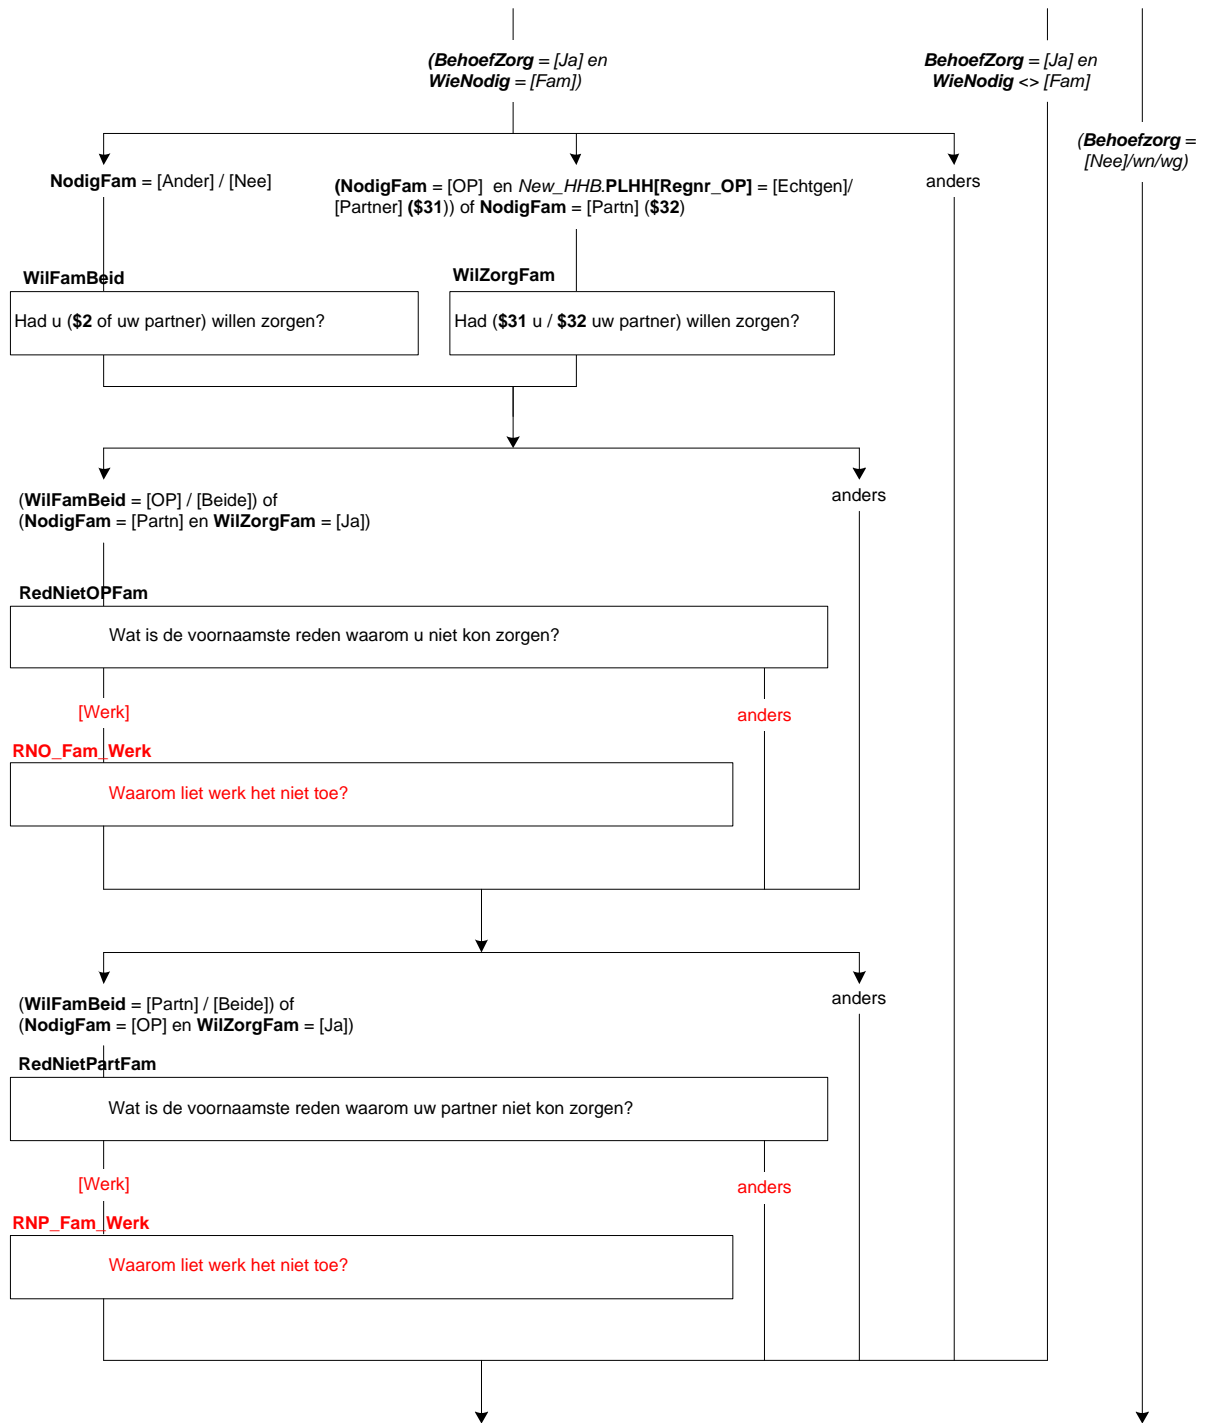 (BehoefZorg = [Ja] en
WieNodig = [Fam])
BehoefZorg = [Ja] en
WieNodig <> [Fam]
(Behoefzorg =
[Nee]/wn/wg)
NodigFam = [Ander] / [Nee]
(NodigFam = [OP] en New_HHB.PLHH[Regnr_OP] = [Echtgen]/
[Partner] ($31)) of NodigFam = [Partn] ($32)
anders
WilFamBeid
Had u ($2 of uw partner) willen zorgen?
WilZorgFam
Had ($31 u / $32 uw partner) willen zorgen?
(WilFamBeid = [OP] / [Beide]) of
(NodigFam = [Partn] en WilZorgFam = [Ja])
anders
RedNietOPFam
Wat is de voornaamste reden waarom u niet kon zorgen?
[Werk]
anders
RNO_Fam_Werk
Waarom liet werk het niet toe?
(WilFamBeid = [Partn] / [Beide]) of
(NodigFam = [OP] en WilZorgFam = [Ja])
anders
RedNietPartFam
Wat is de voornaamste reden waarom uw partner niet kon zorgen?
[Werk]
anders
RNP_Fam_Werk
Waarom liet werk het niet toe?